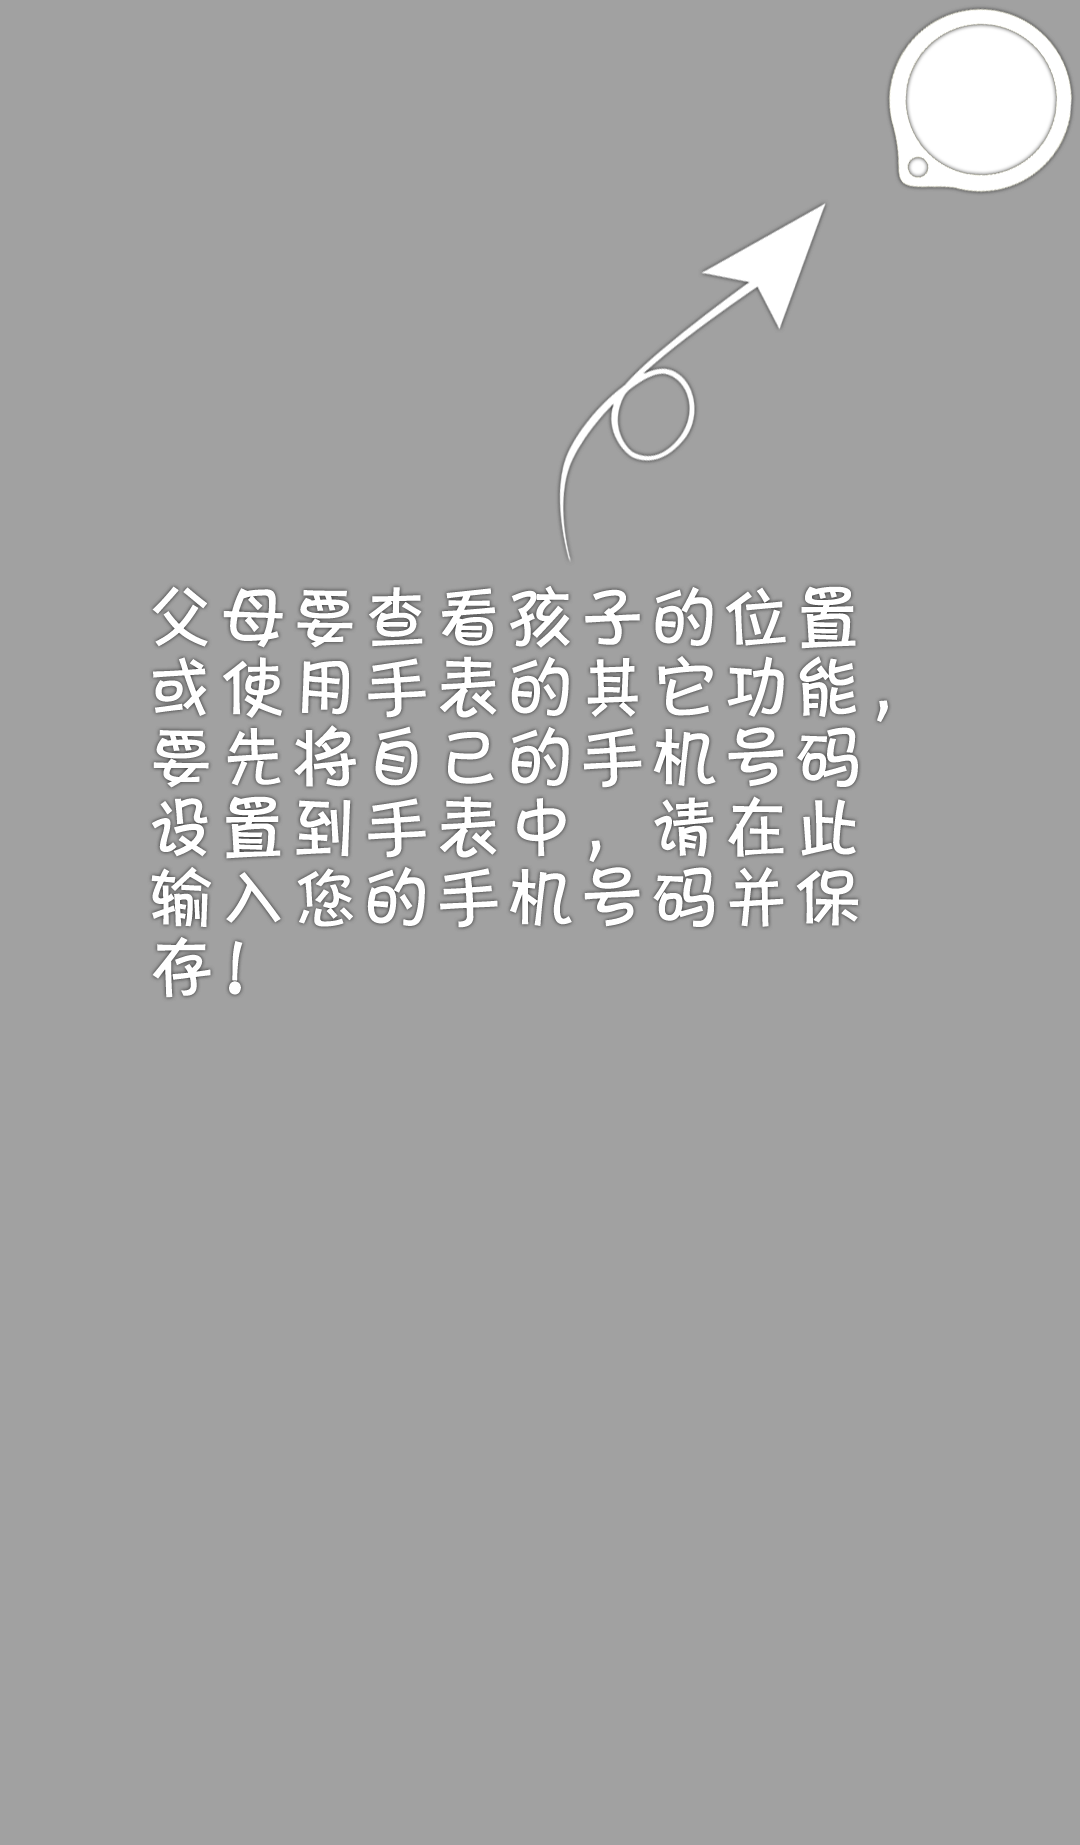 父母要查看孩子的位置
或使用手表的其它功能，
要先将自己的手机号码
设置到手表中，请在此
输入您的手机号码并保
存！